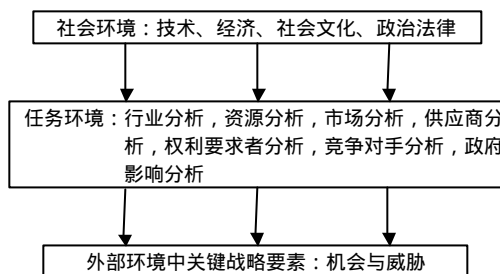 社会环境：技术、经济、社会文化、政治法律
任务环境：行业分析，资源分析，市场分析，供应商分
析，权利要求者分析，竞争对手分析，政府
影响分析
外部环境中关键战略要素：机会与威胁